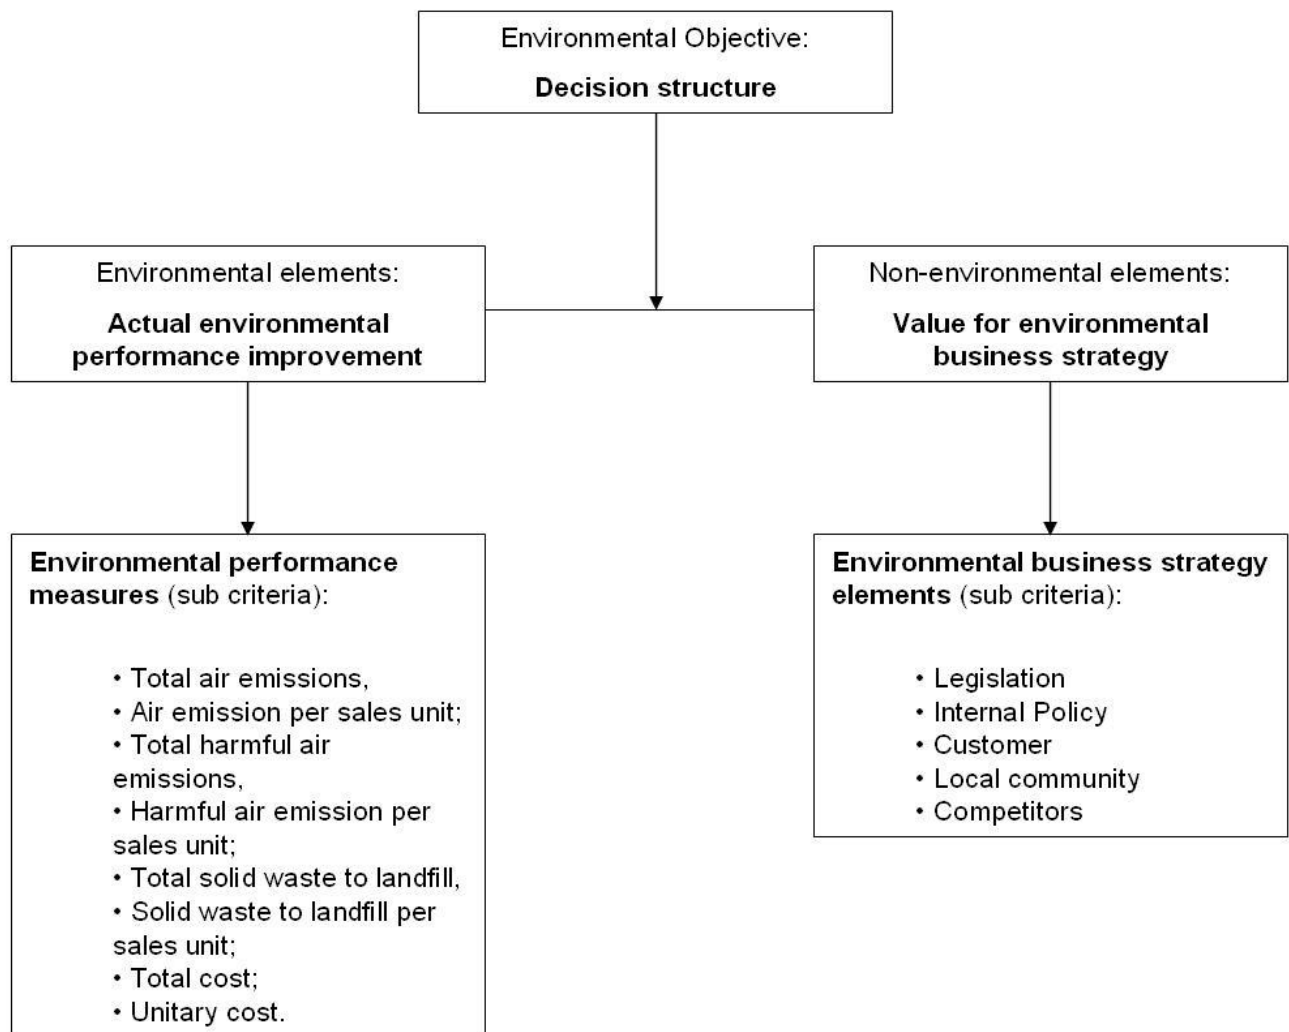 Environmental Objective:
Decision structure
Environmental elements:
Actual environmental
performance improvement
Non-environmental elements:
Value for environmental
business strategy
Environmental performance
measures (sub criteria):
• Total air emissions,
• Air emission per sales unit;
• Total harmful air
emissions,
• Harmful air emission per
sales unit;
• Total solid waste to landfill,
• Solid waste to landfill per
sales unit;
• Total cost;
• Unitary cost.
Environmental business strategy
elements (sub criteria):
• Legislation
• Internal Policy
• Customer
• Local community
• Competitors